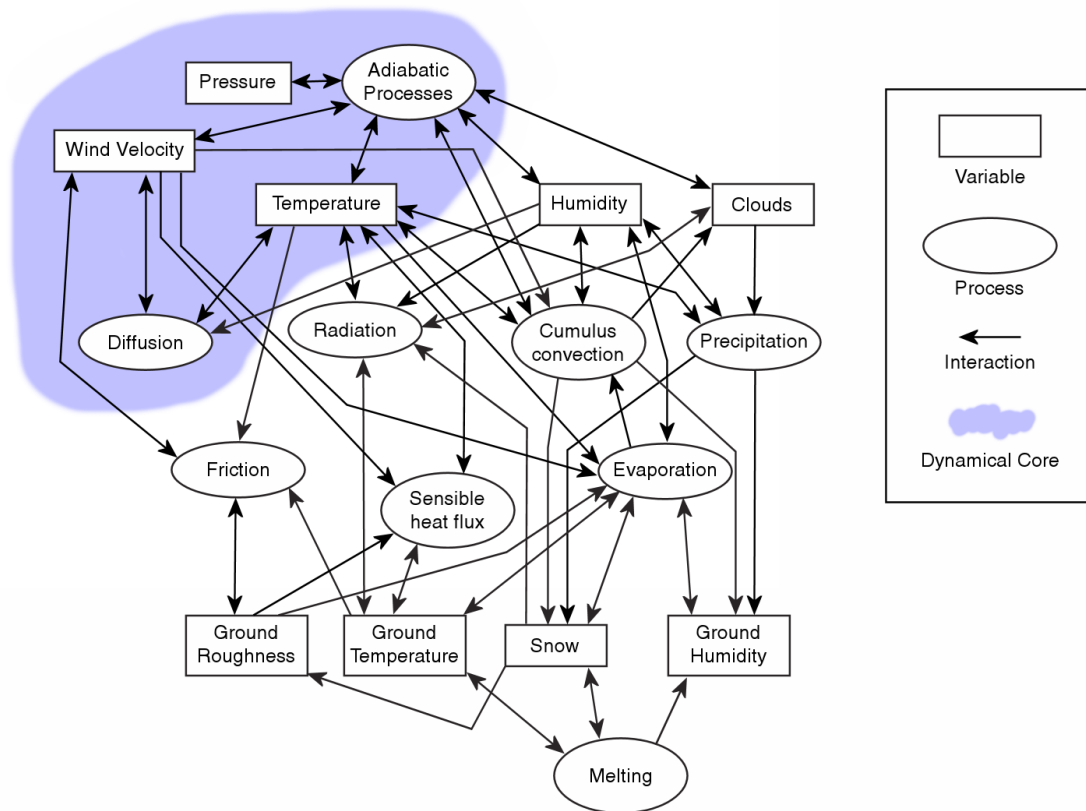 Pressure
Adiabatic
Processes
Wind Velocity
Temperature
Humidity
Clouds
Diffusion
Radiation
Cumulus
convection
Precipitation
Friction
Sensible
heat flux
Evaporation
Ground
Roughness
Ground
Temperature
Snow
Ground
Humidity
Melting
Variable
Process
Interaction
Dynamical Core